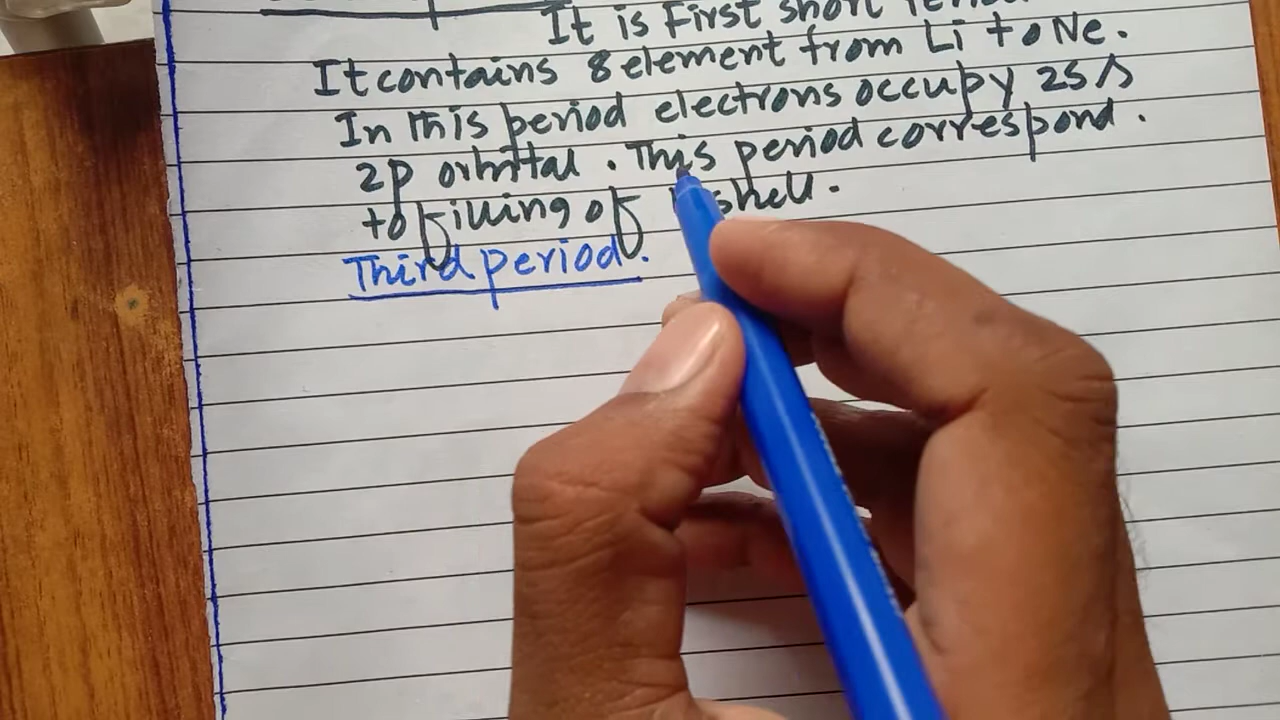 It is First short
It contains 8 element from Li to Ne.
In this period electrons occupy 2s
2p orbital. This period correspond.
to filling of shell.
Third period.